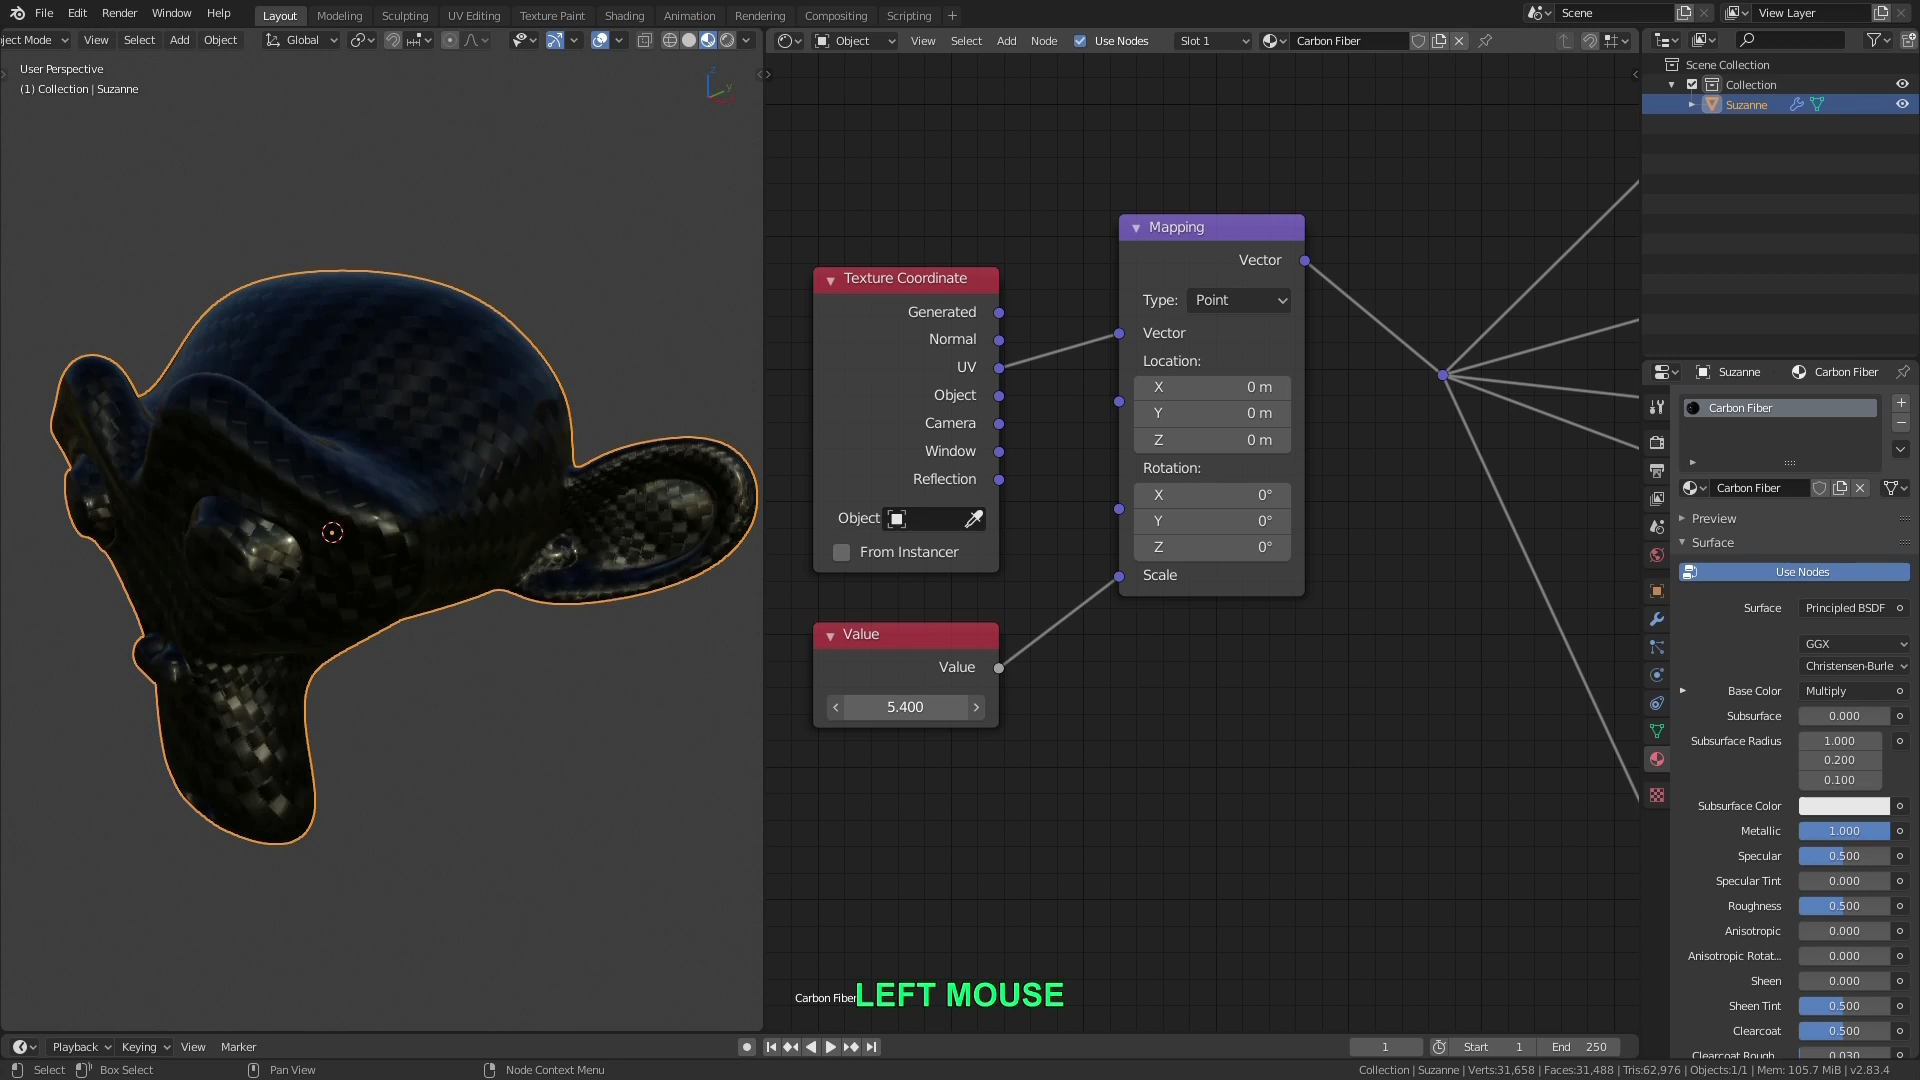 File Edit Render Window Help Layout Modeling Sculpting UV Editing Texture Paint Shading Animation Rendering Compositing Scripting + Scene View Layer
ject Mode View Select Add Object Global Object View Select Add Node Use Nodes Slot 1 Carbon Fiber
User Perspective
(1) Collection | Suzanne
Z
Y
Scene Collection
Collection
Suzanne
Texture Coordinate
Generated
Normal
UV
Object
Camera
Window
Reflection
Object
From Instancer
Value
Value
5.400
Mapping
Vector
Type: Point
Vector
Location:
X 0 m
Y 0 m
Z 0 m
Rotation:
X 0°
Y 0°
Z 0°
Scale
Carbon Fiber
LEFT MOUSE
Suzanne Carbon Fiber
Carbon Fiber
Carbon Fiber
Preview
Surface
Use Nodes
Surface Principled BSDF
GGX
Christensen-Burle
Base Color Multiply
Subsurface 0.000
Subsurface Radius 1.000
0.200
0.100
Subsurface Color
Metallic 1.000
Specular 0.500
Specular Tint 0.000
Roughness 0.500
Anisotropic 0.000
Anisotropic Rotat... 0.000
Sheen 0.000
Sheen Tint 0.500
Clearcoat 0.500
Clearcoat Rough... 0.030
Playback Keying View Marker 1 Start 1 End 250
Select Box Select Pan View Node Context Menu Collection | Suzanne | Verts:31,658 | Faces:31,488 | Tris:62,976 | Objects:1/1 | Mem: 105.7 MiB | v2.83.4